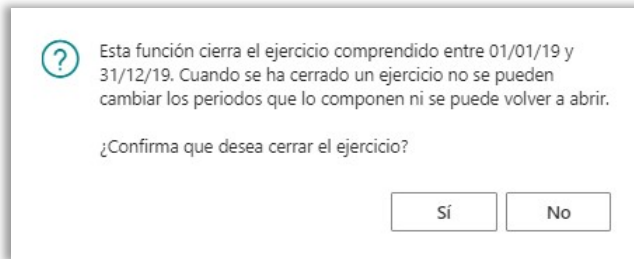 Esta función cierra el ejercicio comprendido entre 01/01/19 y
31/12/19. Cuando se ha cerrado un ejercicio no se pueden
cambiar los periodos que lo componen ni se puede volver a abrir.
¿Confirma que desea cerrar el ejercicio?
Sí
No